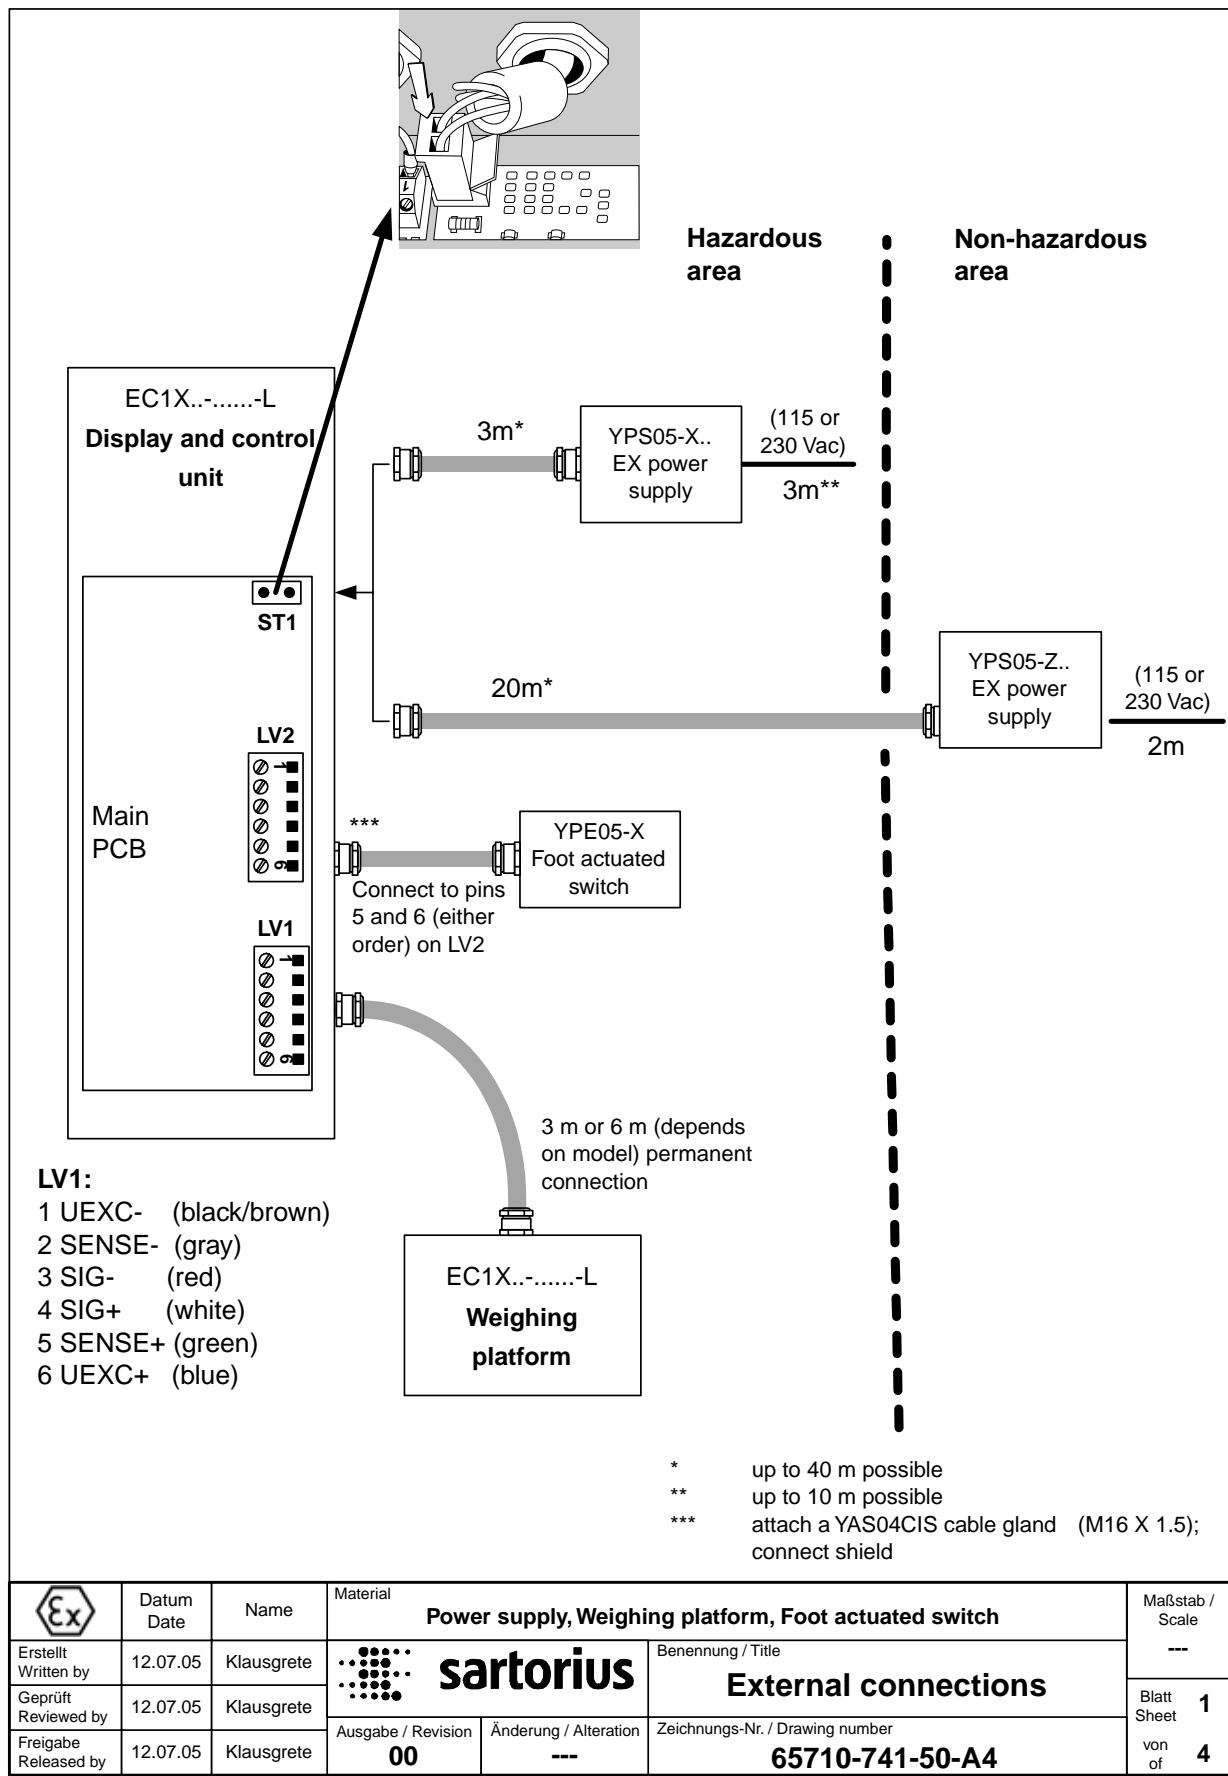 Hazardous
area
Non-hazardous
area
EC1X..-......-L
Display and control
unit
3m*
YPS05-X..
EX power
supply
(115 or
230 Vac)
3m**
ST1
20m*
YPS05-Z..
EX power
supply
(115 or
230 Vac)
2m
LV2
1
6
Main
PCB
***
YPE05-X
Foot actuated
switch
Connect to pins
5 and 6 (either
order) on LV2
LV1
1
6
3 m or 6 m (depends
on model) permanent
connection
LV1:
1 UEXC- (black/brown)
2 SENSE- (gray)
3 SIG- (red)
4 SIG+ (white)
5 SENSE+ (green)
6 UEXC+ (blue)
EC1X..-......-L
Weighing
platform
* up to 40 m possible
** up to 10 m possible
*** attach a YAS04CIS cable gland (M16 X 1.5);
connect shield
Ex
Datum
Date
Name
Material
Power supply, Weighing platform, Foot actuated switch
Maßstab /
Scale
---
Erstellt
Written by
12.07.05
Klausgrete
sartorius
Benennung / Title
External connections
Geprüft
Reviewed by
12.07.05
Klausgrete
Blatt
Sheet
1
Freigabe
Released by
12.07.05
Klausgrete
Ausgabe / Revision
00
Änderung / Alteration
---
Zeichnungs-Nr. / Drawing number
65710-741-50-A4
von
of
4